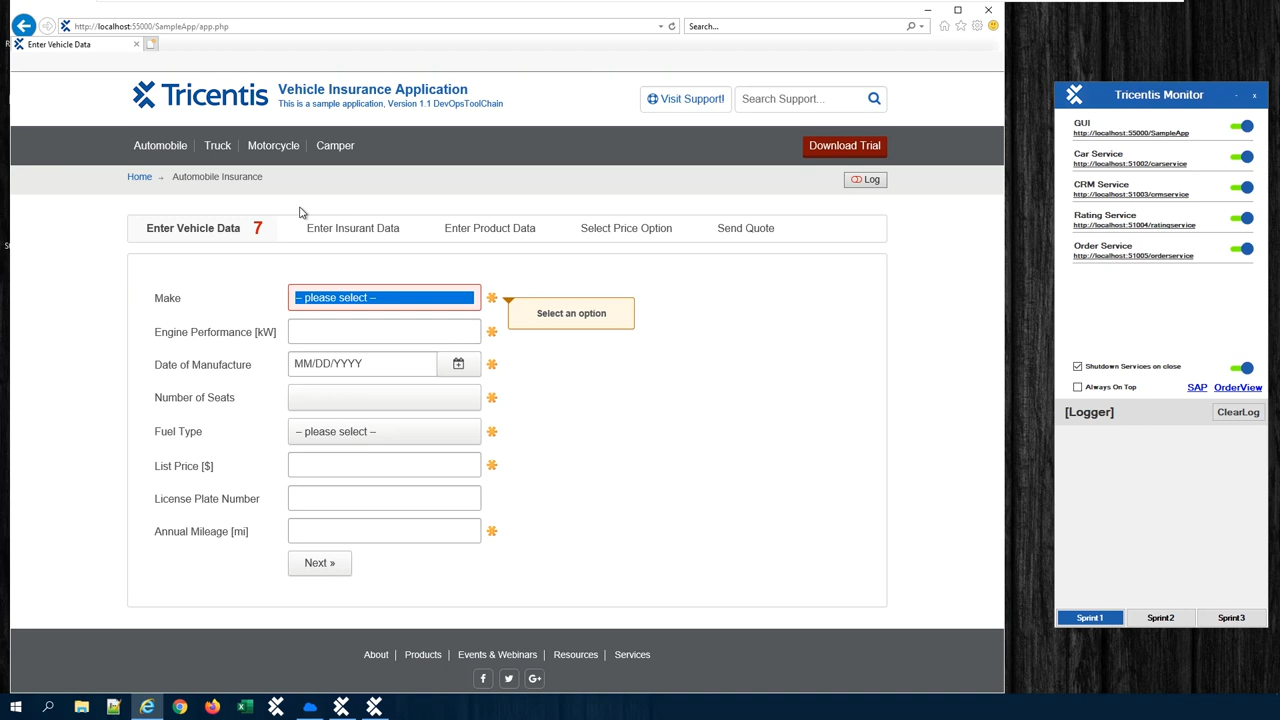 http://localhost:55000/SampleApp/app.php
Search...
Enter Vehicle Data
Tricentis
Vehicle Insurance Application
This is a sample application, Version 1.1 DevOpsToolChain
Visit Support!
Search Support...
Automobile
Truck
Motorcycle
Camper
Download Trial
Home
Automobile Insurance
Log
Enter Vehicle Data 7
Enter Insurant Data
Enter Product Data
Select Price Option
Send Quote
Make
– please select –
Select an option
Engine Performance [kW]
Date of Manufacture
MM/DD/YYYY
Number of Seats
Fuel Type
– please select –
List Price [$]
License Plate Number
Annual Mileage [mi]
Next »
About
Products
Events & Webinars
Resources
Services
Tricentis Monitor
- x
GUI
http://localhost:55000/SampleApp
Car Service
http://localhost:51002/carservice
CRM Service
http://localhost:51003/crmservice
Rating Service
http://localhost:51004/ratingservice
Order Service
http://localhost:51005/orderservice
Shutdown Services on close
Always On Top
SAP
OrderView
[Logger]
ClearLog
Sprint1
Sprint2
Sprint3